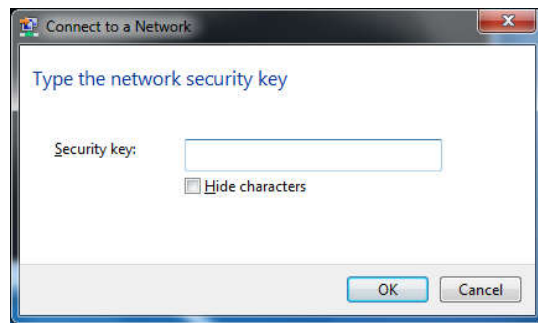 Connect to a Network
Type the network security key
Security key:
Hide characters
OK Cancel